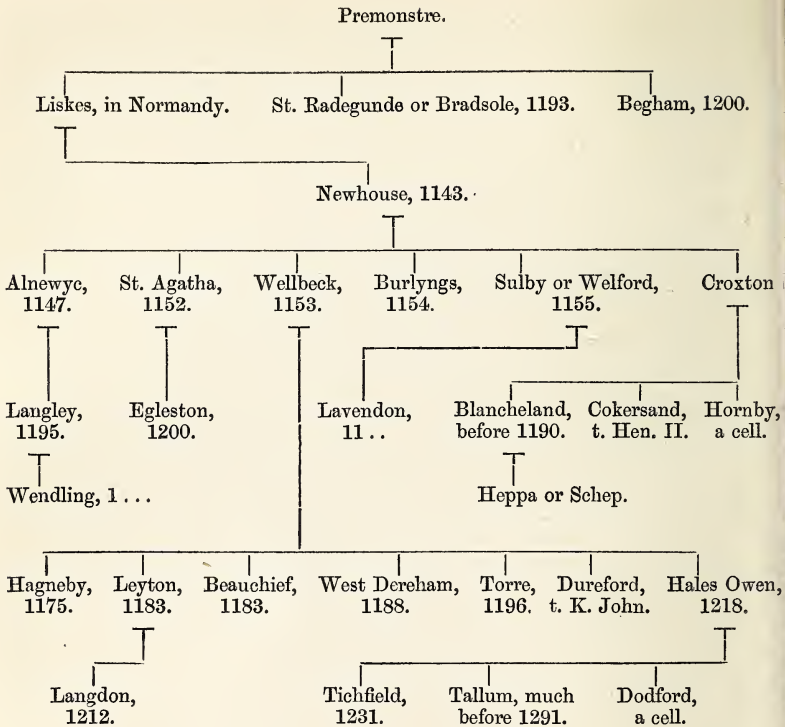 Premonstre.
Liskes, in Normandy. St. Radegunde or Bradsole, 1193. Begham, 1200.
Newhouse, 1143.
Alnewyc, St. Agatha, Wellbeck, Burlyngs, Sulby or Welford, Croxton
1147. 1152. 1153. 1154. 1155.
Langley, Egleston, Lavendon, Blancheland, Cokersand, Hornby,
1195. 1200. 11 . . before 1190. t. Hen. II. a cell.
Wendling, 1 . . . Heppa or Schep.
Hagneby, Leyton, Beauchief, West Dereham, Torre, Dureford, Hales Owen,
1175. 1183. 1183. 1188. 1196. t. K. John. 1218.
Langdon, Tichfield, Tallum, much Dodford,
1212. 1231. before 1291. a cell.